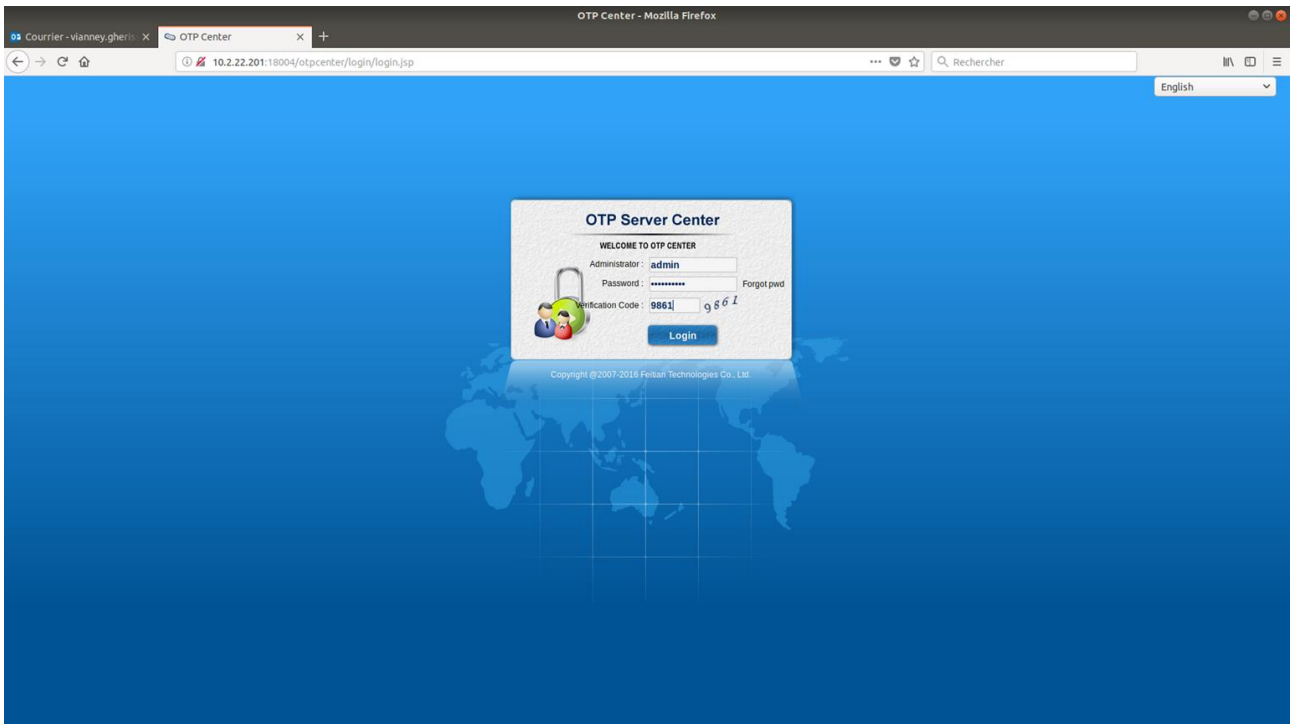 OTP Center - Mozilla Firefox
Courrier - vianney.gheris
OTP Center
10.2.22.201:18004/otpcenter/login/login.jsp
Rechercher
English
OTP Server Center
WELCOME TO OTP CENTER
Administrator : admin
Password : •••••••••• Forgot pwd
Verification Code : 9861 9861
Login
Copyright @2007-2016 Feitian Technologies Co., Ltd.